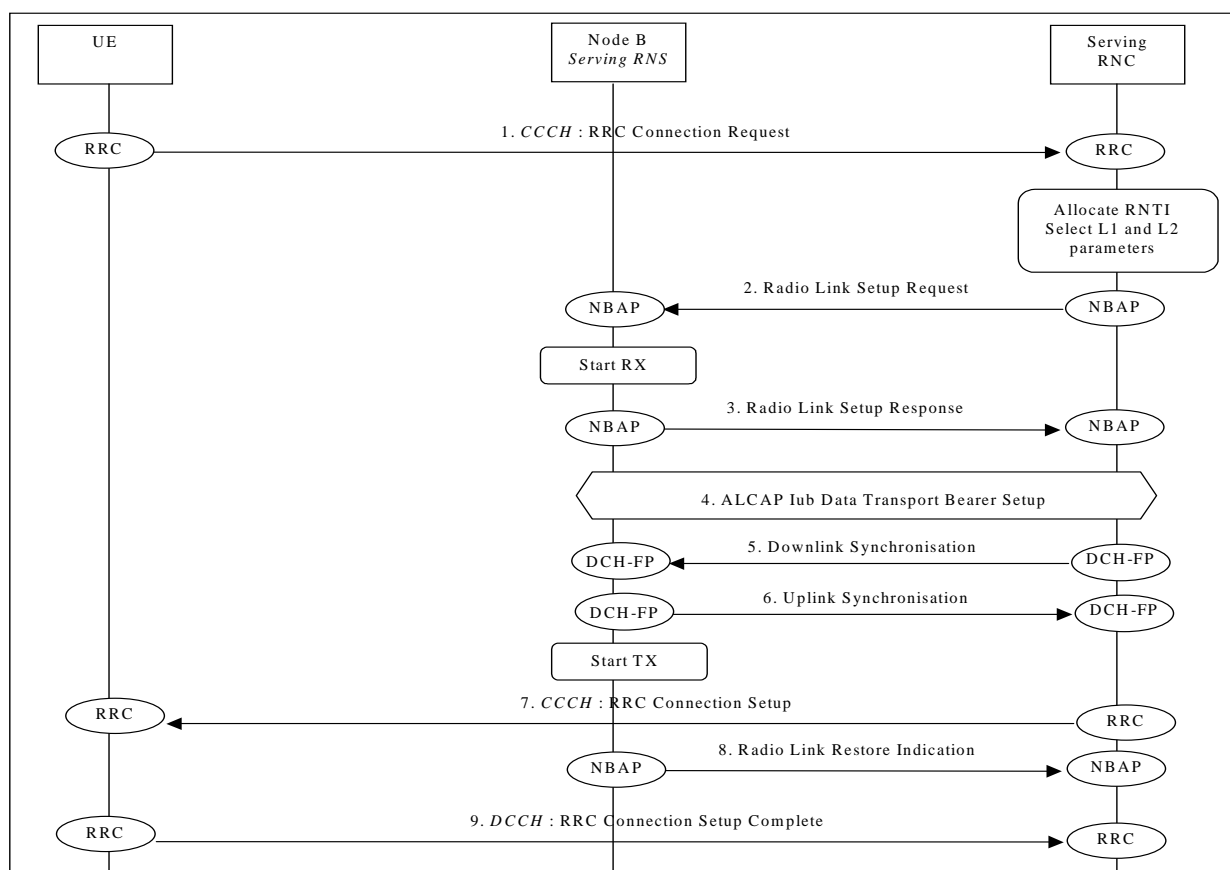 UE
Node B
Serving RNS
Serving
RNC
1. CCCH : RRC Connection Request
RRC
RRC
Allocate RNTI
Select L1 and L2
parameters
2. Radio Link Setup Request
NBAP
NBAP
Start RX
3. Radio Link Setup Response
NBAP
NBAP
4. ALCAP Iub Data Transport Bearer Setup
5. Downlink Synchronisation
DCH-FP
DCH-FP
6. Uplink Synchronisation
DCH-FP
DCH-FP
Start TX
7. CCCH : RRC Connection Setup
RRC
RRC
8. Radio Link Restore Indication
NBAP
NBAP
9. DCCH : RRC Connection Setup Complete
RRC
RRC